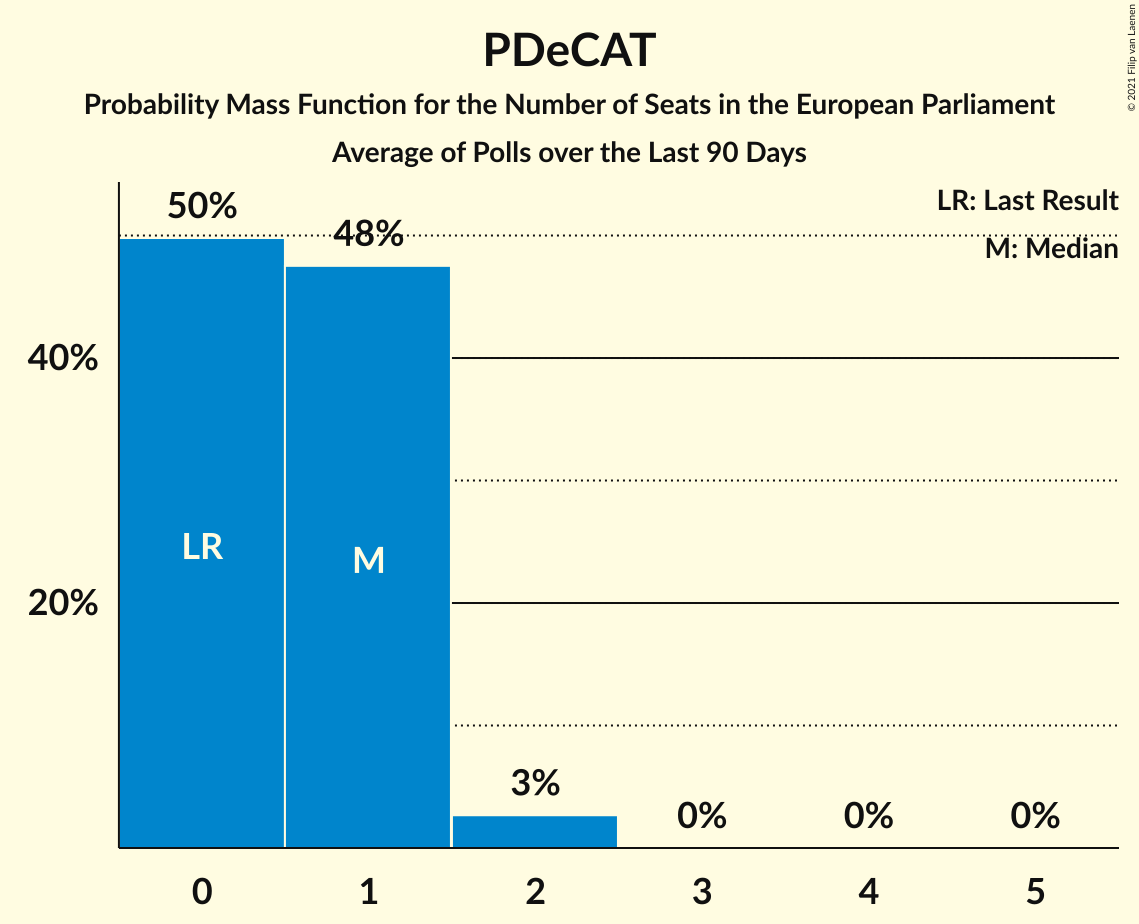 PDeCAT
Probability Mass Function for the Number of Seats in the European Parliament
Average of Polls over the Last 90 Days
© 2021 Filip van Laenen
LR: Last Result
M: Median
50%
48%
40%
LR
M
20%
3%
0%
0%
0%
0
1
2
3
4
5